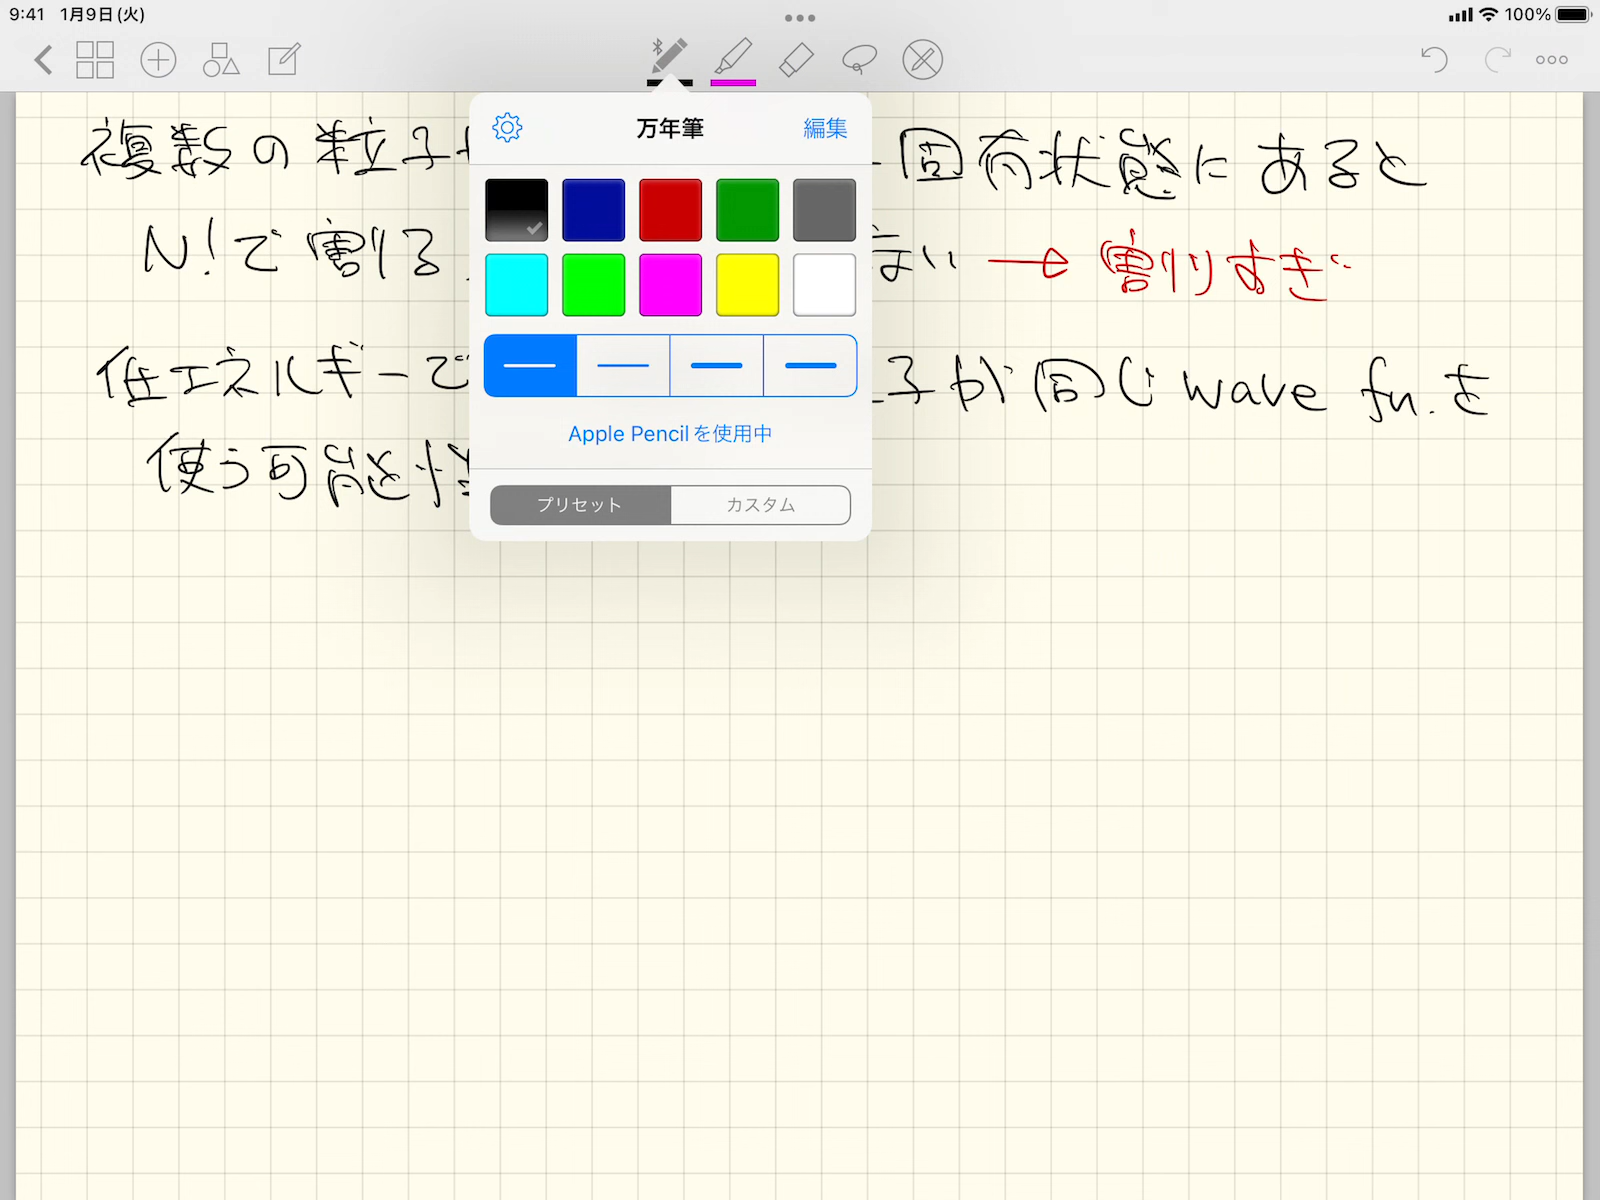 9:41 1月9日(火)
100%
万年筆
編集
複数の粒子
固有状態にあると
N!で割る
ない → 割りすぎ
低エネルギーで
子が同じ wave fn. を
使う可能性
Apple Pencilを使用中
プリセット
カスタム